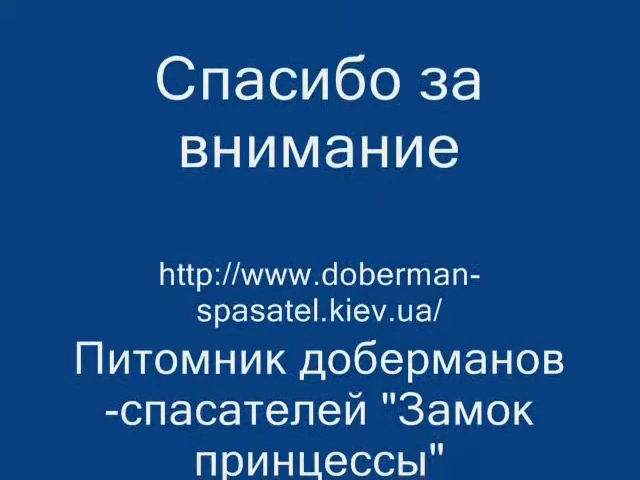 Спасибо за
внимание
http://www.doberman-
spasatel.kiev.ua/
Питомник доберманов
-спасателей "Замок
принцессы"